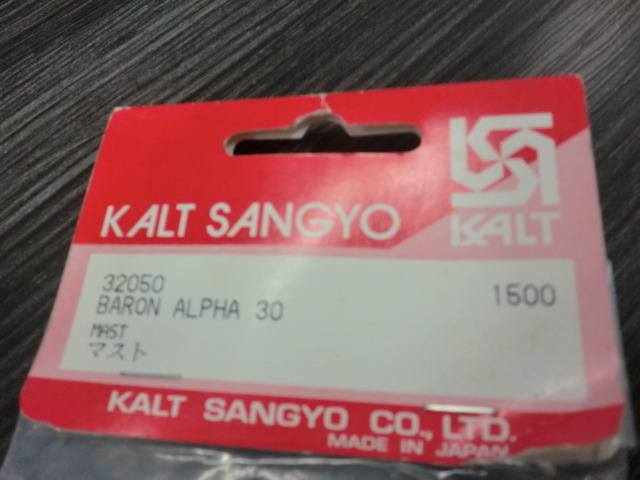 KALT SANGYO
KALT
32050
BARON ALPHA 30
1500
MAST
マスト
KALT SANGYO CO., LTD.
MADE IN JAPAN